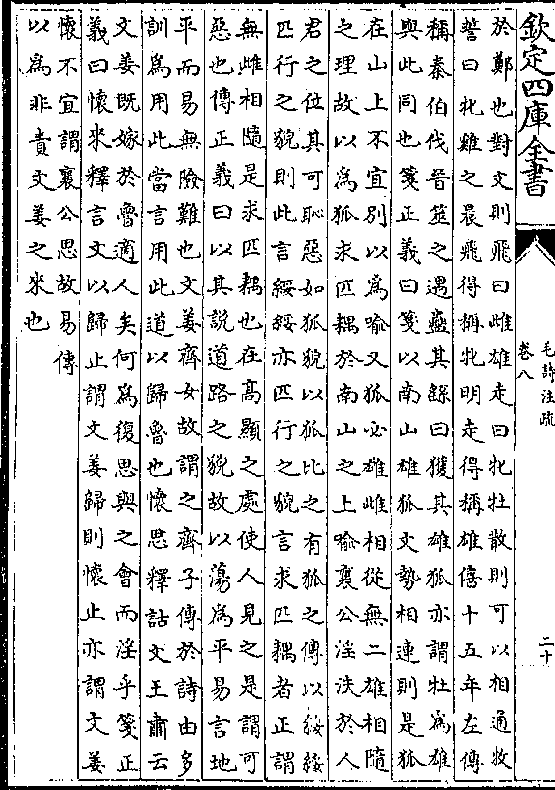 欽定四庫全書
毛詩注疏
卷八
二十
於鄭也對文則飛曰雌雄走曰牝牡散則可以相通牧
誓曰牝雞之晨飛得稱牝明走得稱雄僖十五年左傳
稱秦伯伐晉筮之遇蠱其繇曰獲其雄狐亦謂牡為雄
與此同也箋正義曰箋以南山雄狐文勢相連則是狐
在山上不宜別以為喻又狐必雄雌相從無二雄相隨
之理故以為狐求匹耦於南山之上喻襄公淫泆於人
君之位其可恥惡如狐貌以狐比之有狐之傳以綏綏
匹行之貌則此言綏綏亦匹行之貌言求匹耦者正謂
無雌相隨是求匹耦也在高顯之處使人見之是謂可
惡也傳正義曰以其說道路之貌故以蕩為平易言地
平而易無險難也文姜齊女故謂之齊子傳於詩由多
訓為用此當言用此道以歸魯也懷思釋詁文王肅云
文姜既嫁於魯適人矣何為復思與之會而淫乎箋正
義曰懷來釋言文以歸止謂文姜歸則懷止亦謂文姜
懷不宜謂襄公思故易傳
以為非責文姜之來也